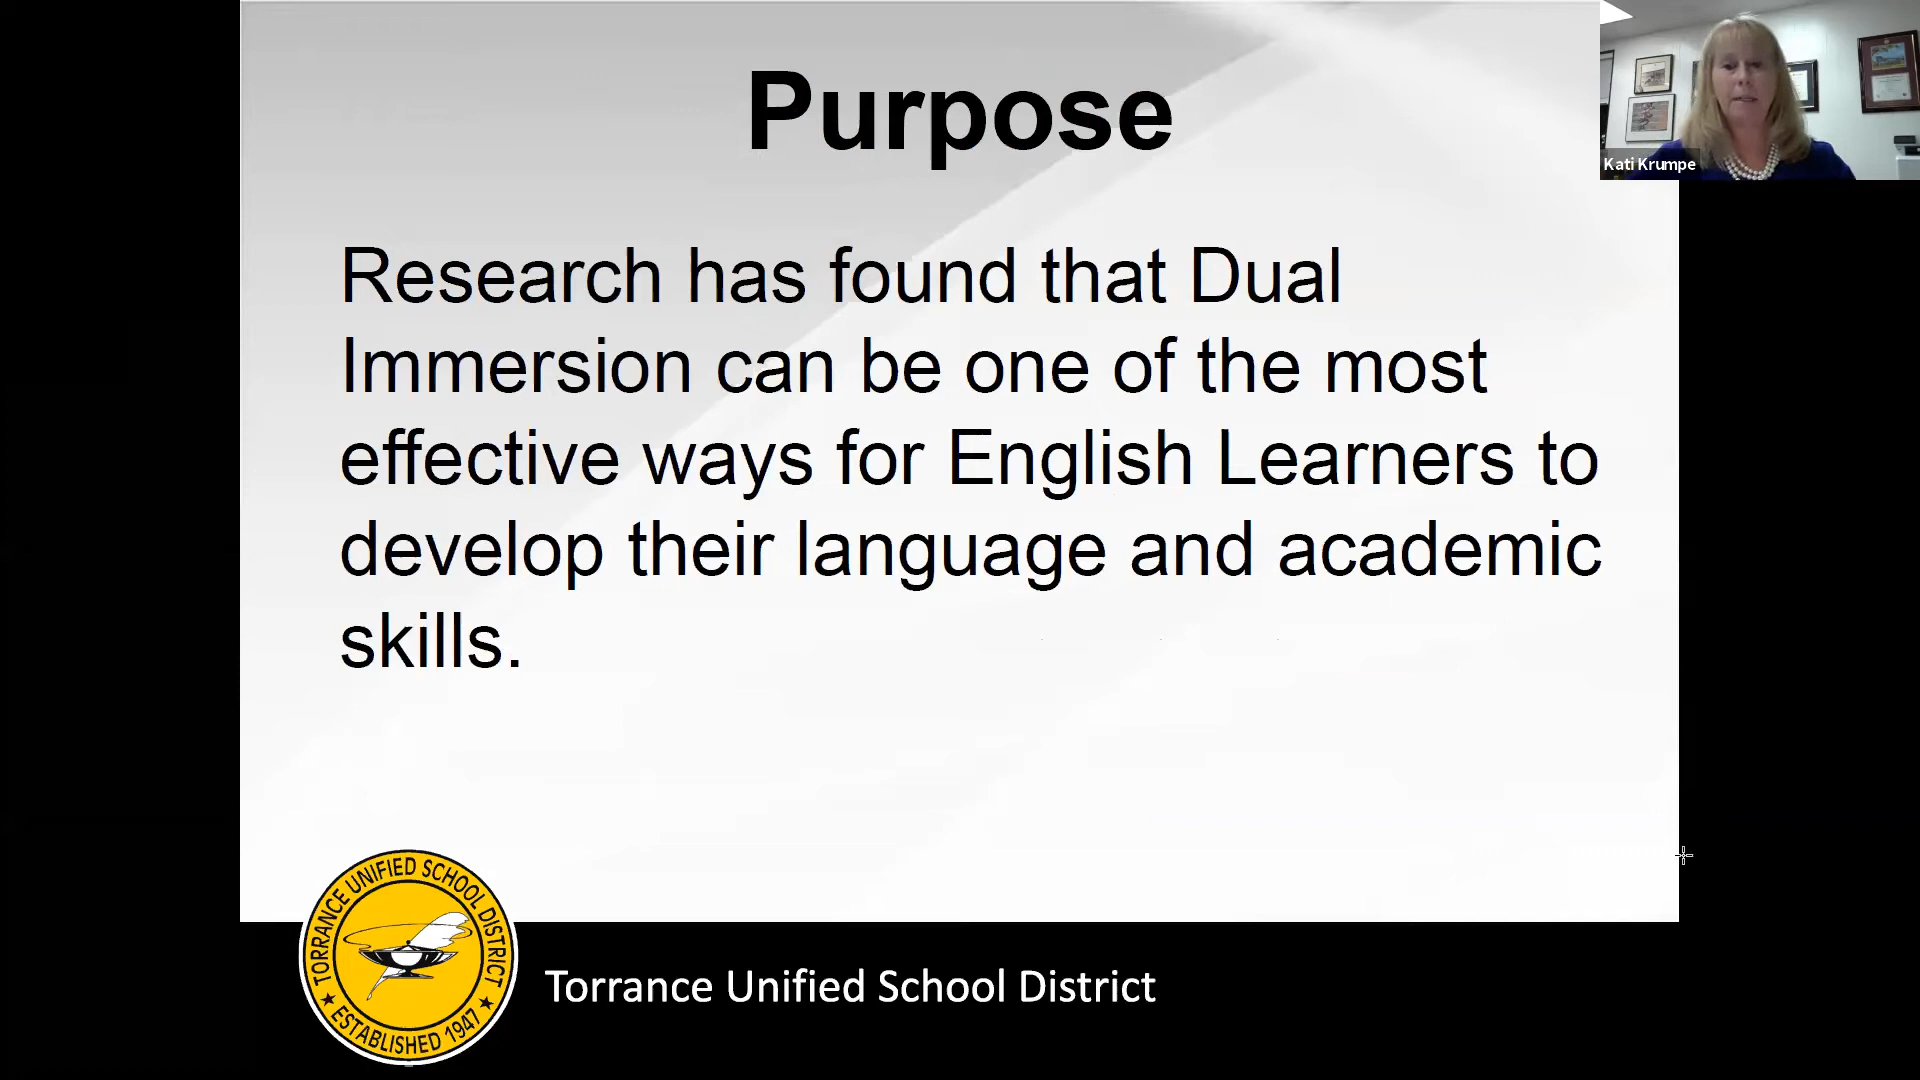 Purpose
Kati Krumpe
Research has found that Dual
Immersion can be one of the most
effective ways for English Learners to
develop their language and academic
skills.
TORRANCE UNIFIED SCHOOL DISTRICT
★ ESTABLISHED 1947 ★
Torrance Unified School District